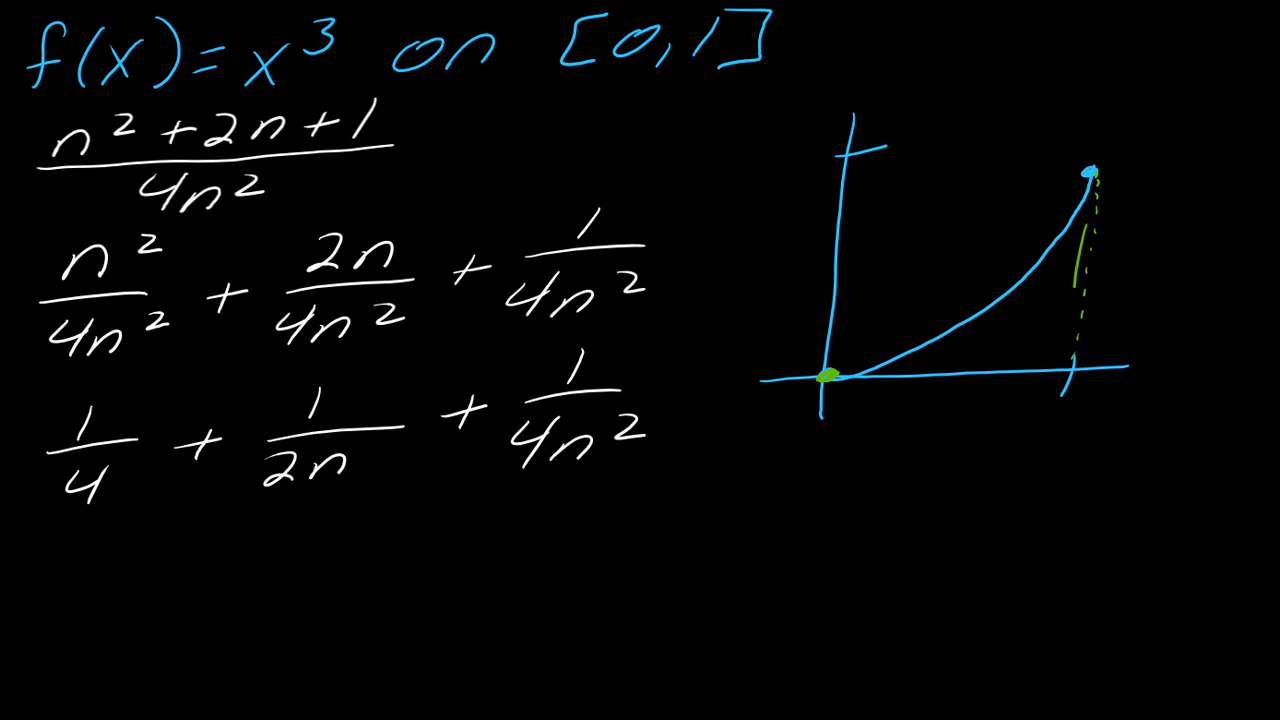 f(x) = x³ on [0,1]
n² + 2n + 1
4n²
n²/4n² + 2n/4n² + 1/4n²
1/4 + 1/2n + 1/4n²